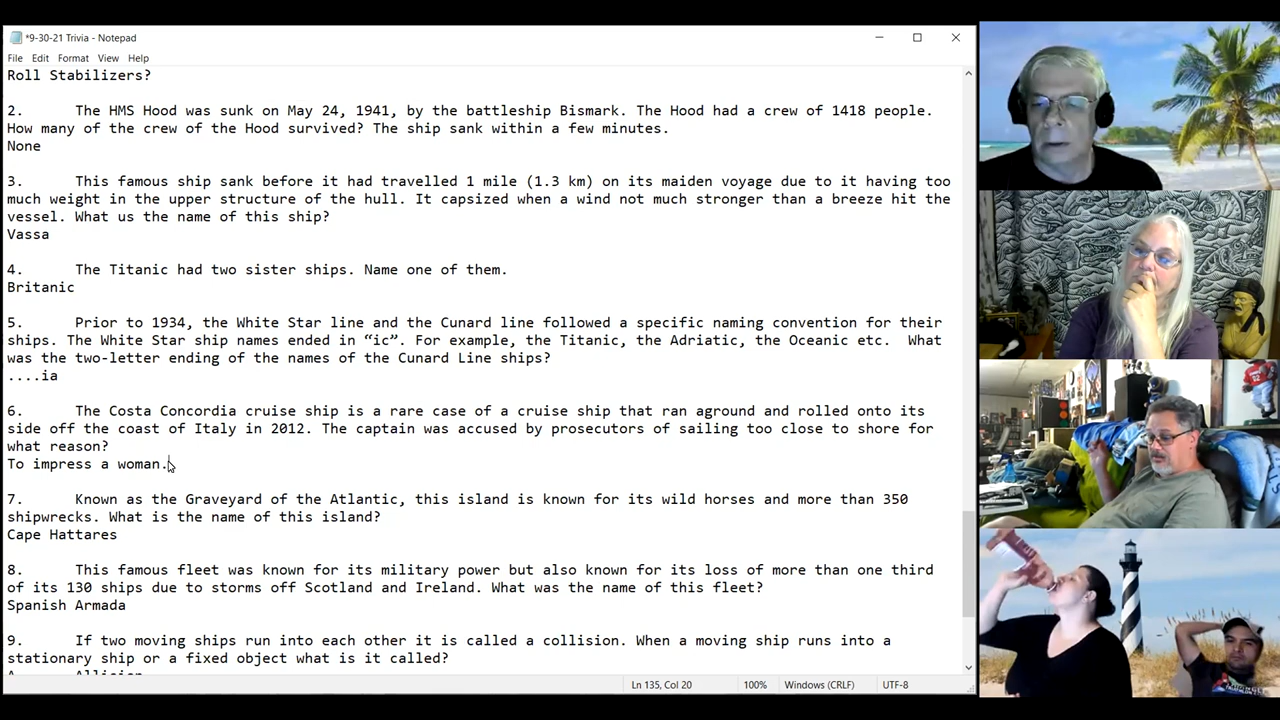 *9-30-21 Trivia - Notepad
File Edit Format View Help
Roll Stabilizers?
2. The HMS Hood was sunk on May 24, 1941, by the battleship Bismark. The Hood had a crew of 1418 people.
How many of the crew of the Hood survived? The ship sank within a few minutes.
None
3. This famous ship sank before it had travelled 1 mile (1.3 km) on its maiden voyage due to it having too
much weight in the upper structure of the hull. It capsized when a wind not much stronger than a breeze hit the
vessel. What us the name of this ship?
Vassa
4. The Titanic had two sister ships. Name one of them.
Britanic
5. Prior to 1934, the White Star line and the Cunard line followed a specific naming convention for their
ships. The White Star ship names ended in “ic”. For example, the Titanic, the Adriatic, the Oceanic etc.  What
was the two-letter ending of the names of the Cunard Line ships?
....ia
6. The Costa Concordia cruise ship is a rare case of a cruise ship that ran aground and rolled onto its
side off the coast of Italy in 2012. The captain was accused by prosecutors of sailing too close to shore for
what reason?
To impress a woman.
7. Known as the Graveyard of the Atlantic, this island is known for its wild horses and more than 350
shipwrecks. What is the name of this island?
Cape Hattares
8. This famous fleet was known for its military power but also known for its loss of more than one third
of its 130 ships due to storms off Scotland and Ireland. What was the name of this fleet?
Spanish Armada
9. If two moving ships run into each other it is called a collision. When a moving ship runs into a
stationary ship or a fixed object what is it called?
A Allision
Ln 135, Col 20 100% Windows (CRLF) UTF-8